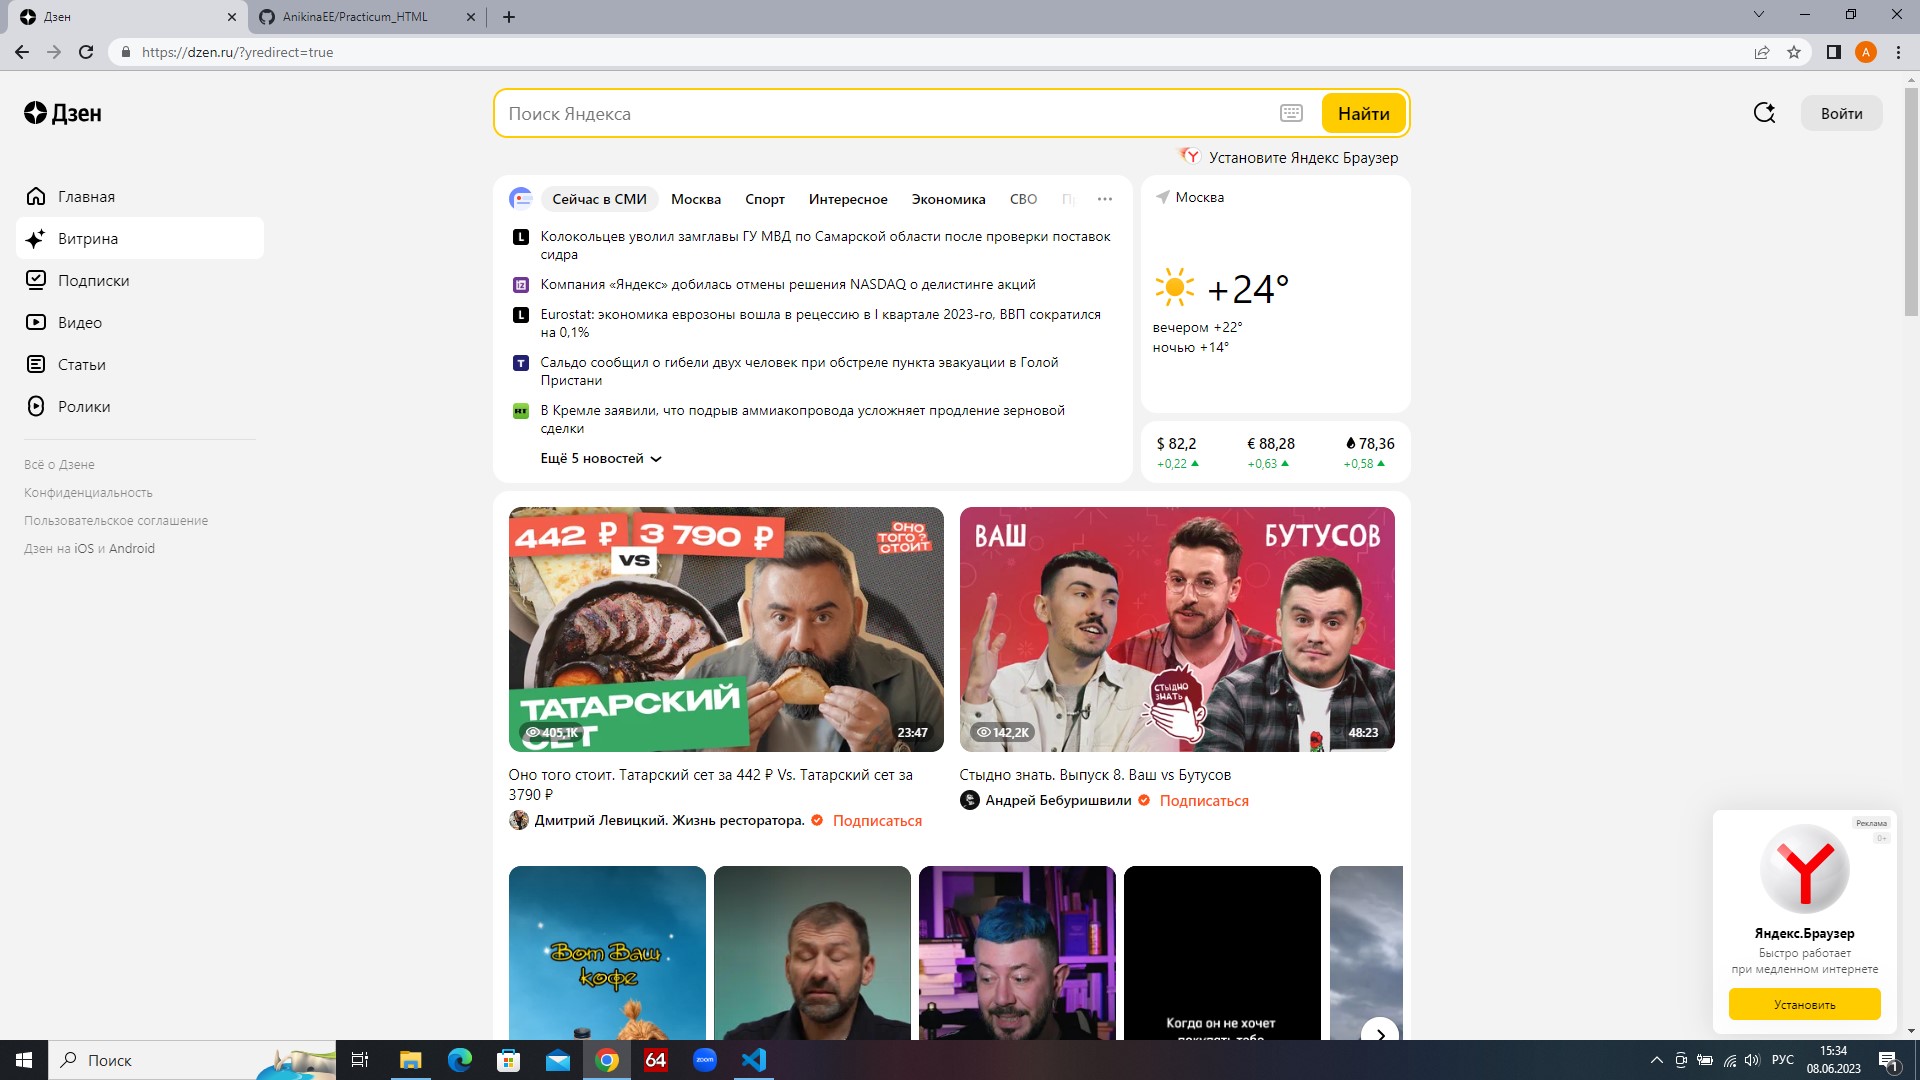 Дзен
AnikinaEE/Practicum_HTML
https://dzen.ru/?yredirect=true
A
Дзен
Поиск Яндекса
Найти
Войти
Установите Яндекс Браузер
Главная
Витрина
Подписки
Видео
Статьи
Ролики
Всё о Дзене
Конфиденциальность
Пользовательское соглашение
Дзен на iOS и Android
Сейчас в СМИ Москва Спорт Интересное Экономика СВО
Колокольцев уволил замглавы ГУ МВД по Самарской области после проверки поставок
сидра
Компания «Яндекс» добилась отмены решения NASDAQ о делистинге акций
Eurostat: экономика еврозоны вошла в рецессию в I квартале 2023-го, ВВП сократился
на 0,1%
Сальдо сообщил о гибели двух человек при обстреле пункта эвакуации в Голой
Пристани
В Кремле заявили, что подрыв аммиакопровода усложняет продление зерновой
сделки
Ещё 5 новостей
Москва
+24°
вечером +22°
ночью +14°
$ 82,2 € 88,28 78,36
+0,22 +0,63 +0,58
442 ₽ 3 790 ₽
vs
ОНО
ТОГО?
СТОИТ
ТАТАРСКИЙ
СЕТ
405,1K
23:47
Оно того стоит. Татарский сет за 442 ₽ Vs. Татарский сет за
3790 ₽
Дмитрий Левицкий. Жизнь ресторатора. Подписаться
ВАШ БУТУСОВ
СТЫДНО
ЗНАТЬ
142,2K
48:23
Стыдно знать. Выпуск 8. Ваш vs Бутусов
Андрей Бебуришвили Подписаться
Вот Ваш
кофе
Когда он не хочет
покупать тебе
Реклама
0+
Яндекс.Браузер
Быстро работает
при медленном интернете
Установить
Поиск
64
zoom
РУС
15:34
08.06.2023
1